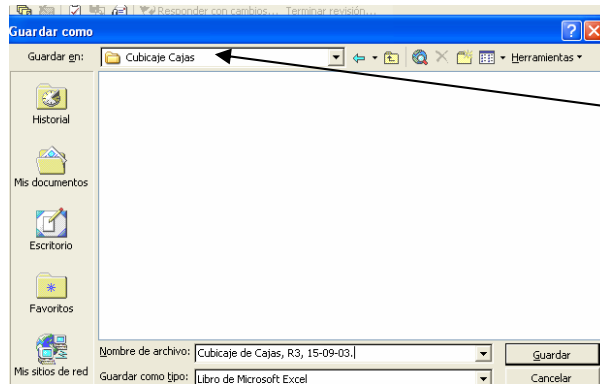 Responder con cambios... Terminar revisión...
Guardar como
Guardar en: Cubicaje Cajas Herramientas
Historial
Mis documentos
Escritorio
Favoritos
Mis sitios de red
Nombre de archivo: Cubicaje de Cajas, R3, 15-09-03. Guardar
Guardar como tipo: Libro de Microsoft Excel Cancelar